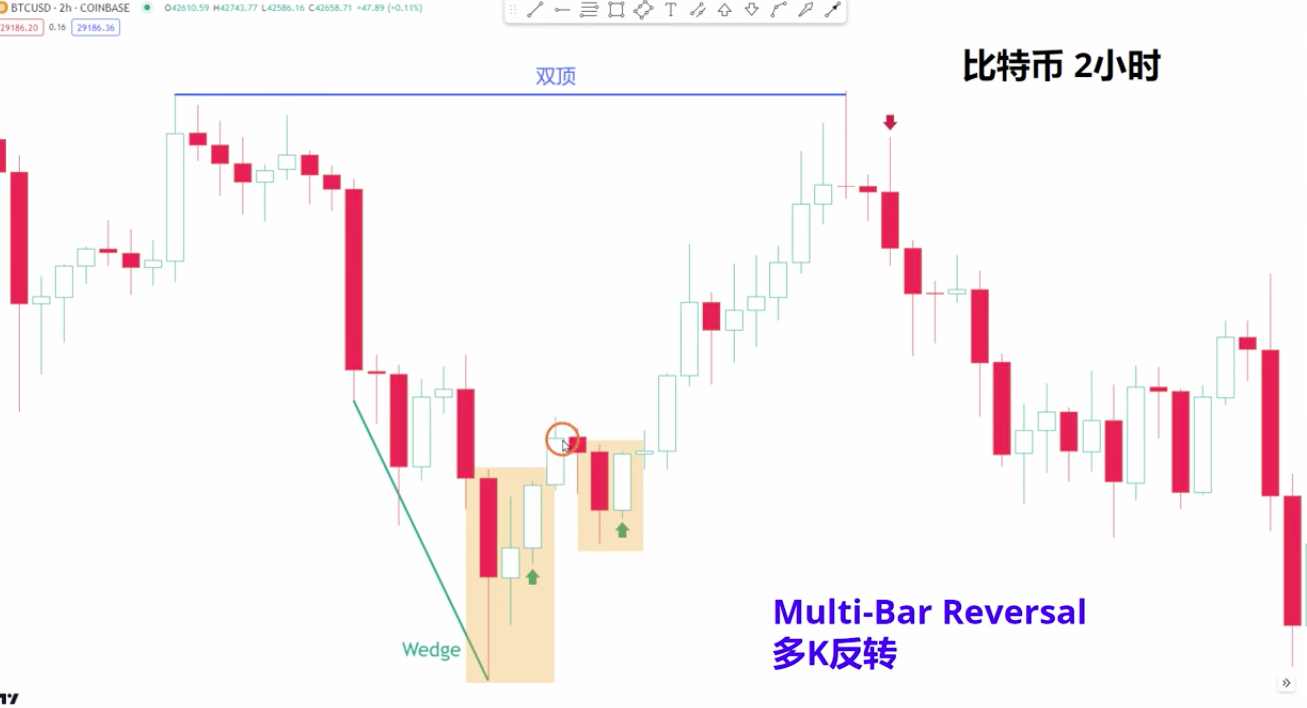 BTCUSD · 2h · COINBASE O42610.59 H42743.77 L42586.16 C42658.71 +47.89 (+0.11%)
29186.20 0.16 29186.36
比特币 2小时
双顶
Wedge
Multi-Bar Reversal
多K反转